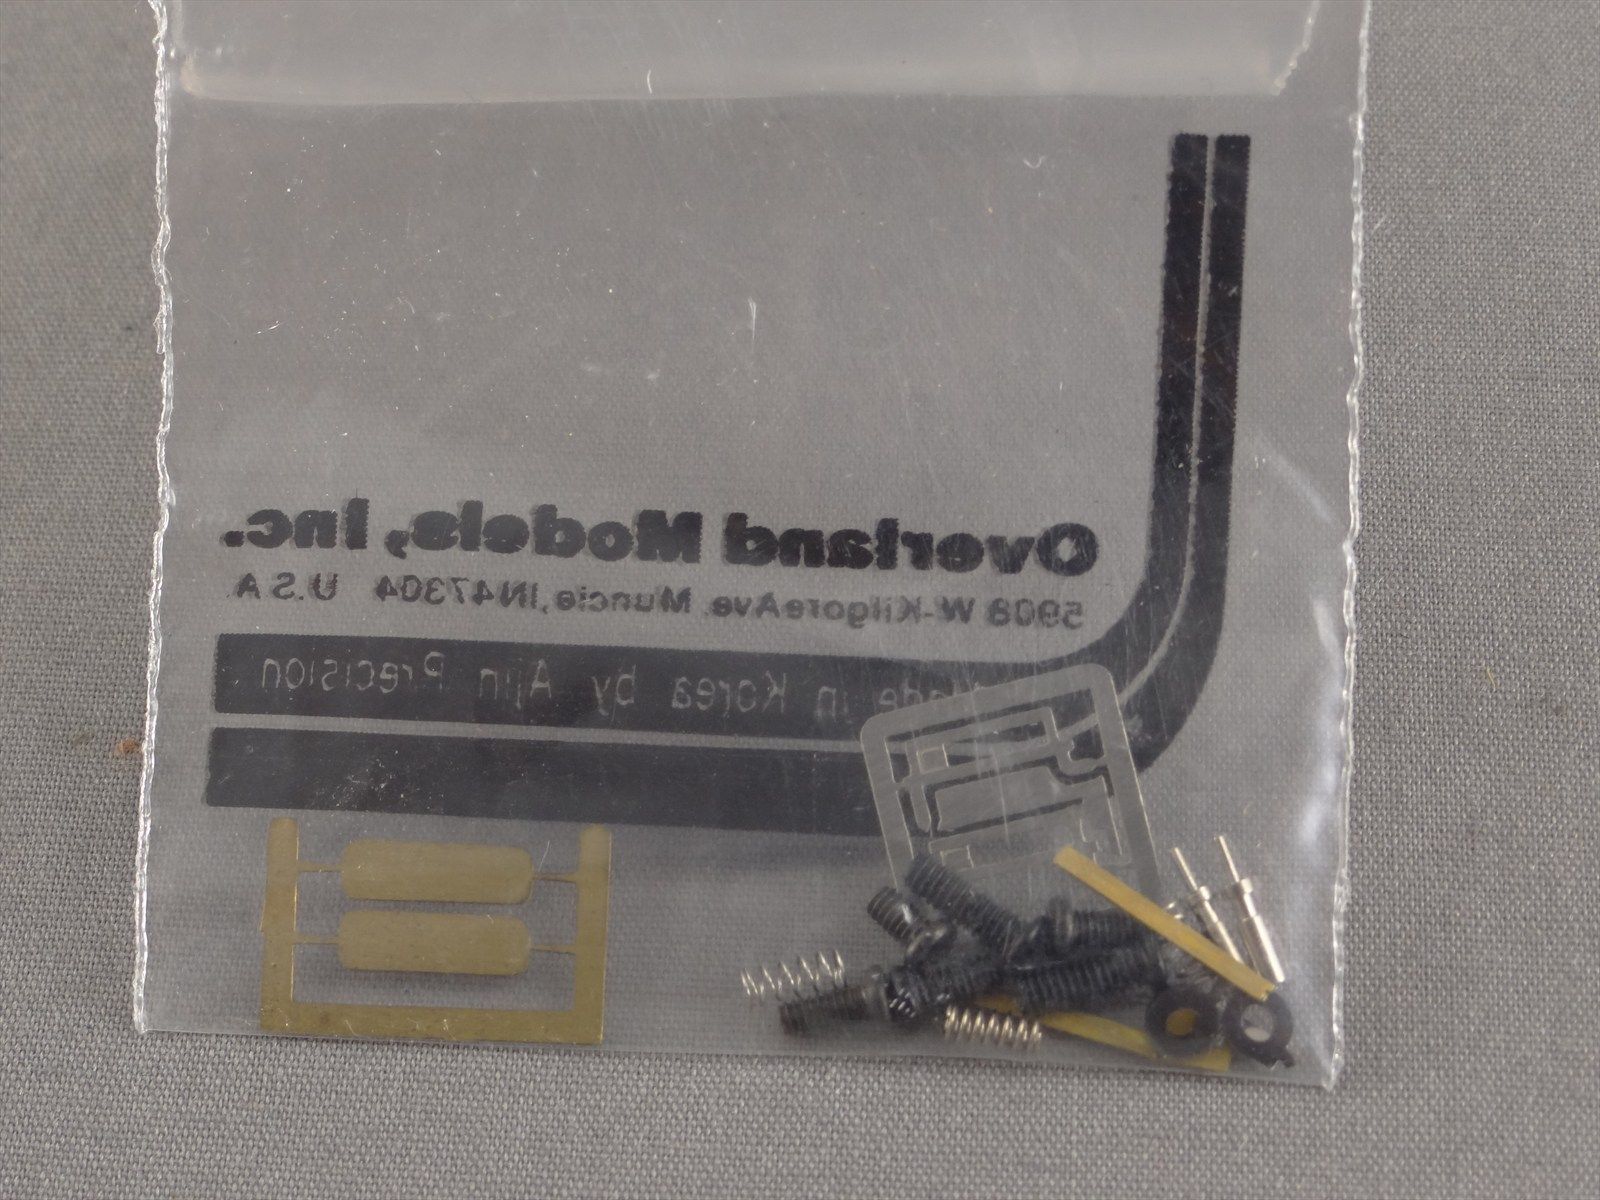 Overland Models, Inc.
5908 W-KilgoreAve. Muncie,IN47304 U.S.A.
Made in Korea by Ajin Precision